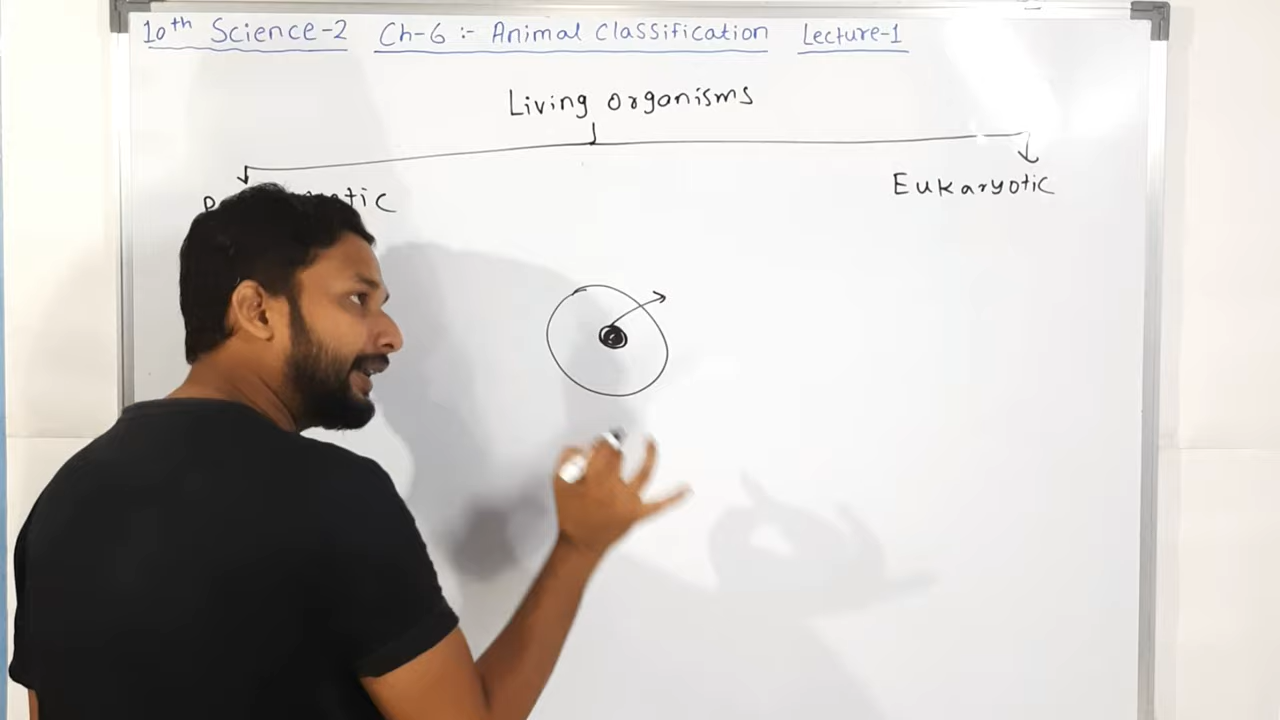 10th Science-2 Ch-6 :- Animal Classification Lecture-1
Living organisms
Eukaryotic